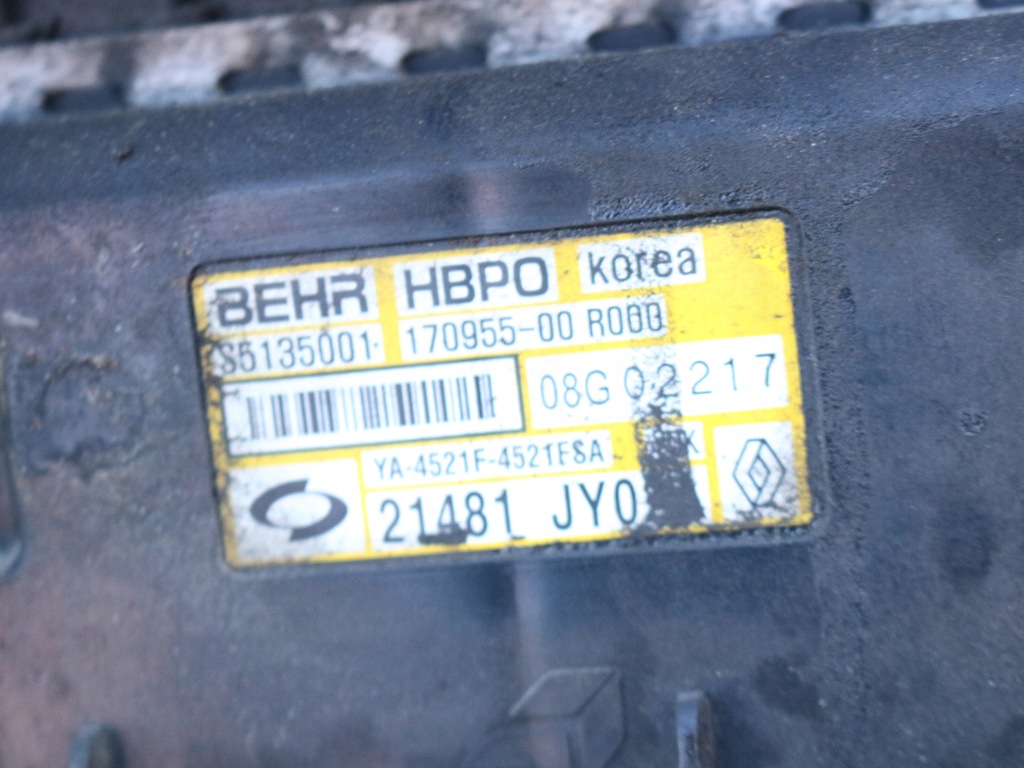 BEHR HBPO korea
S5135001 170955-00 R000
08G 02217
YA-4521F-4521FSA
21481 JY0